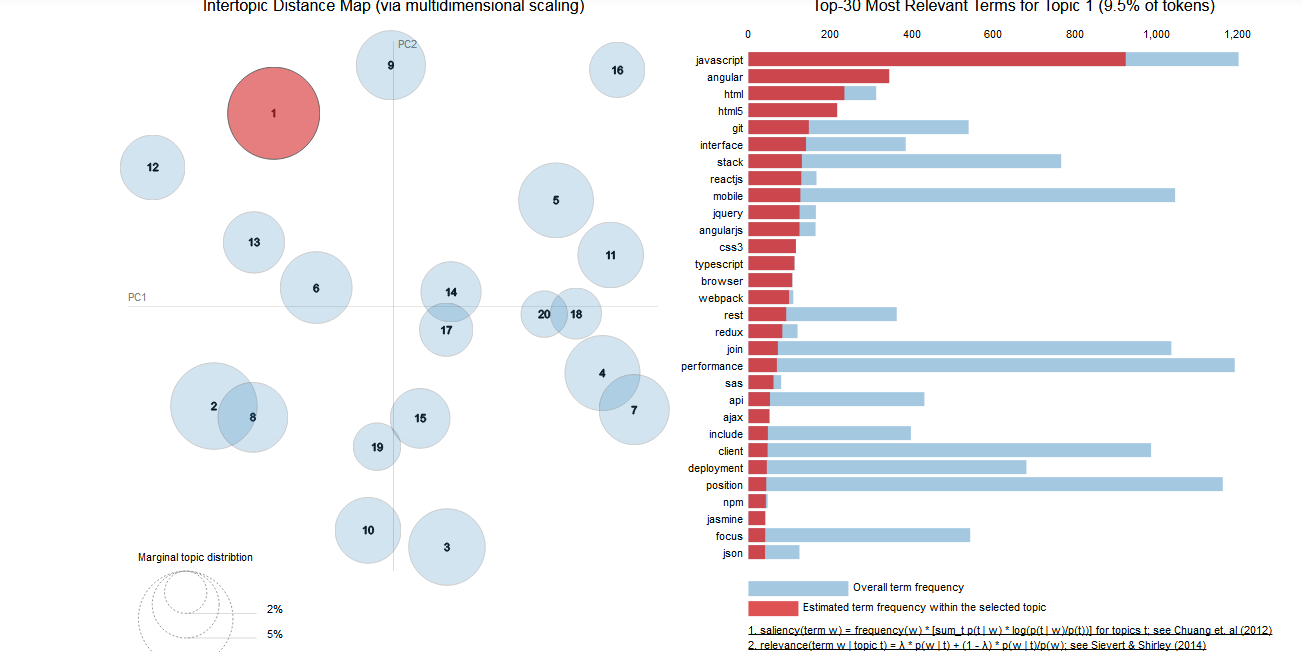 Intertopic Distance Map (via multidimensional scaling)
PC2
9
16
1
12
5
13
11
6
14
PC1
20
18
17
4
2
7
8
15
19
10
3
Marginal topic distribtion
2%
5%
Top-30 Most Relevant Terms for Topic 1 (9.5% of tokens)
0 200 400 600 800 1,000 1,200
javascript
angular
html
html5
git
interface
stack
reactjs
mobile
jquery
angularjs
css3
typescript
browser
webpack
rest
redux
join
performance
sas
api
ajax
include
client
deployment
position
npm
jasmine
focus
json
Overall term frequency
Estimated term frequency within the selected topic
1. saliency(term w) = frequency(w) * [sum_t p(t | w) * log(p(t | w)/p(t))] for topics t; see Chuang et. al (2012)
2. relevance(term w | topic t) = λ * p(w | t) + (1 - λ) * p(w | t)/p(w); see Sievert & Shirley (2014)